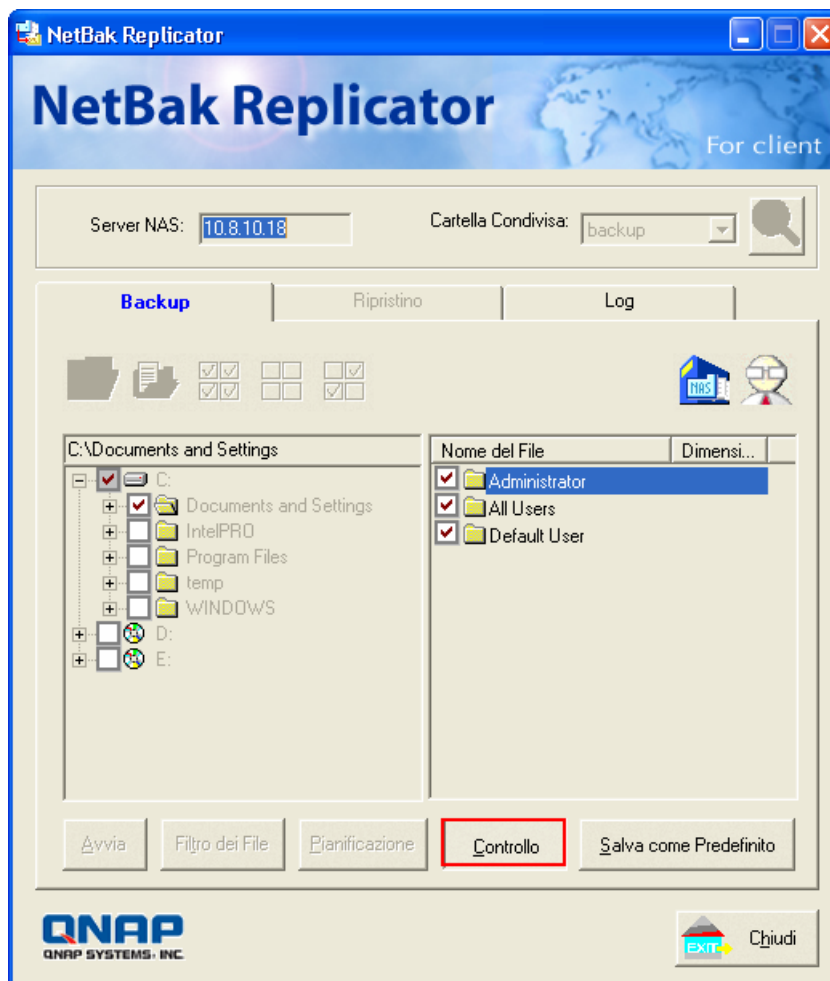 NetBak Replicator
NetBak Replicator
For client
Server NAS: 10.8.10.18 Cartella Condivisa: backup
Backup Ripristino Log
NAS
C:\Documents and Settings
C:
Documents and Settings
IntelPRO
Program Files
temp
WINDOWS
D:
E:
Nome del File Dimensi...
Administrator
All Users
Default User
Avvia Filtro dei File Pianificazione Controllo Salva come Predefinito
QNAP
QNAP SYSTEMS, INC.
EXIT Chiudi